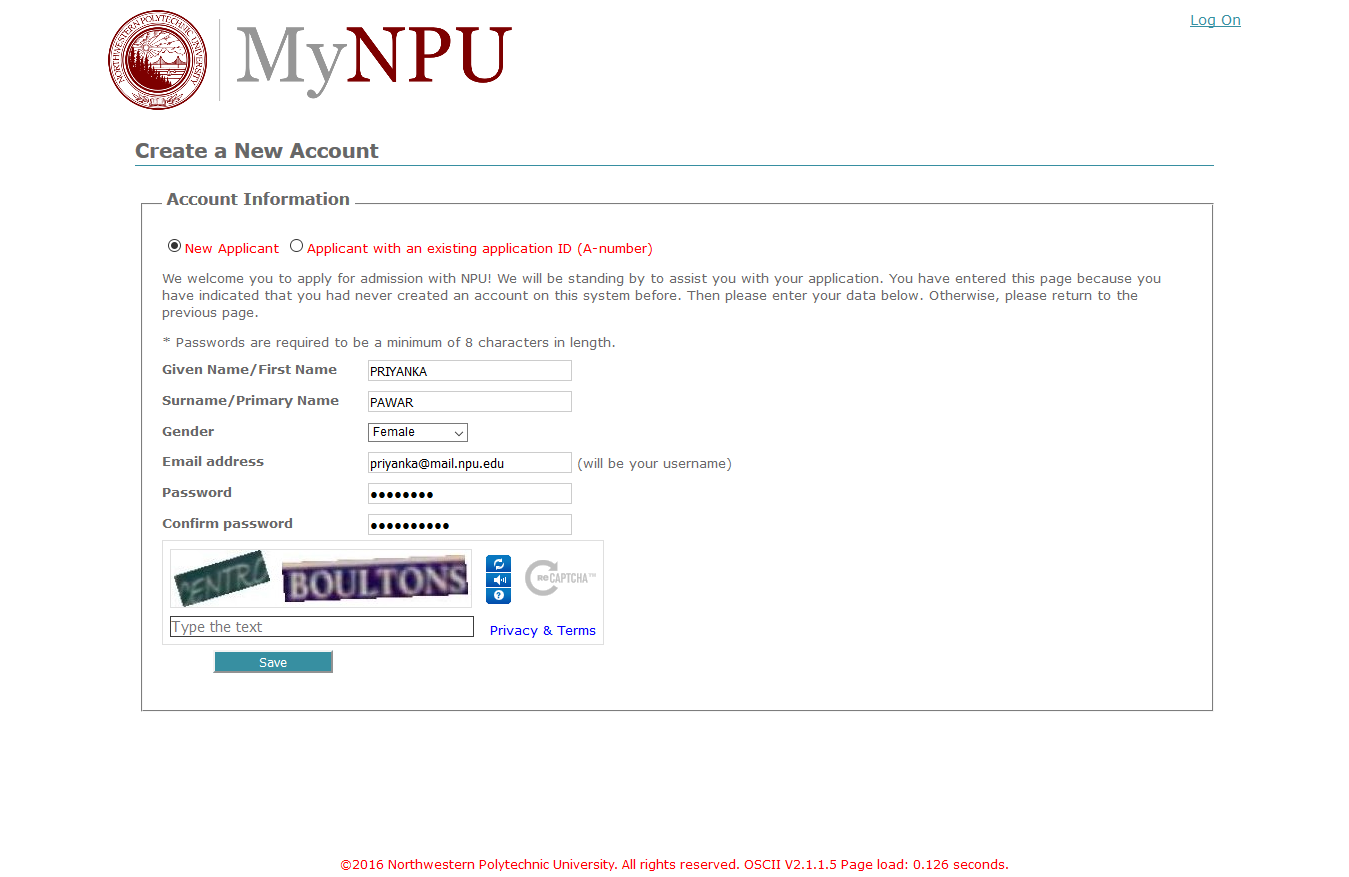 NORTHWESTERN POLYTECHNIC UNIVERSITY
MyNPU
Log On
Create a New Account
Account Information
New Applicant Applicant with an existing application ID (A-number)
We welcome you to apply for admission with NPU! We will be standing by to assist you with your application. You have entered this page because you
have indicated that you had never created an account on this system before. Then please enter your data below. Otherwise, please return to the
previous page.
* Passwords are required to be a minimum of 8 characters in length.
Given Name/First Name PRIYANKA
Surname/Primary Name PAWAR
Gender Female
Email address priyanka@mail.npu.edu (will be your username)
Password ●●●●●●●●
Confirm password ●●●●●●●●●●
BOULTONS
reCAPTCHA™
Type the text Privacy & Terms
Save
©2016 Northwestern Polytechnic University. All rights reserved. OSCII V2.1.1.5 Page load: 0.126 seconds.